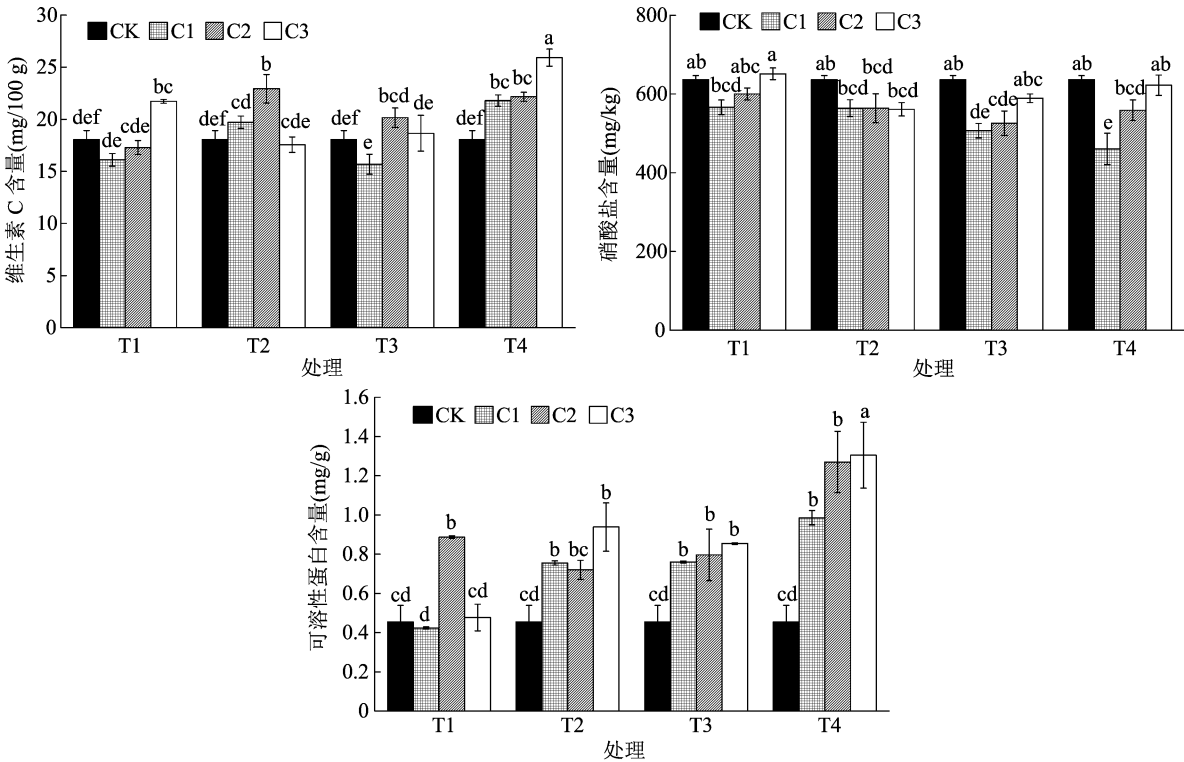 维生素 C 含量(mg/100 g)
30
25
20
15
10
5
0
CK C1 C2 C3
def de cde bc
def cd b cde
def e bcd de
def bc bc a
T1 T2 T3 T4
处理
硝酸盐含量(mg/kg)
800
600
400
200
0
CK C1 C2 C3
ab bcd abc a
ab bcd bcd bcd
ab de cde abc
ab e bcd ab
T1 T2 T3 T4
处理
可溶性蛋白含量(mg/g)
1.6
1.4
1.2
1.0
0.8
0.6
0.4
0.2
0
CK C1 C2 C3
cd d b cd
cd b bc b
cd b b b
cd b b a
T1 T2 T3 T4
处理